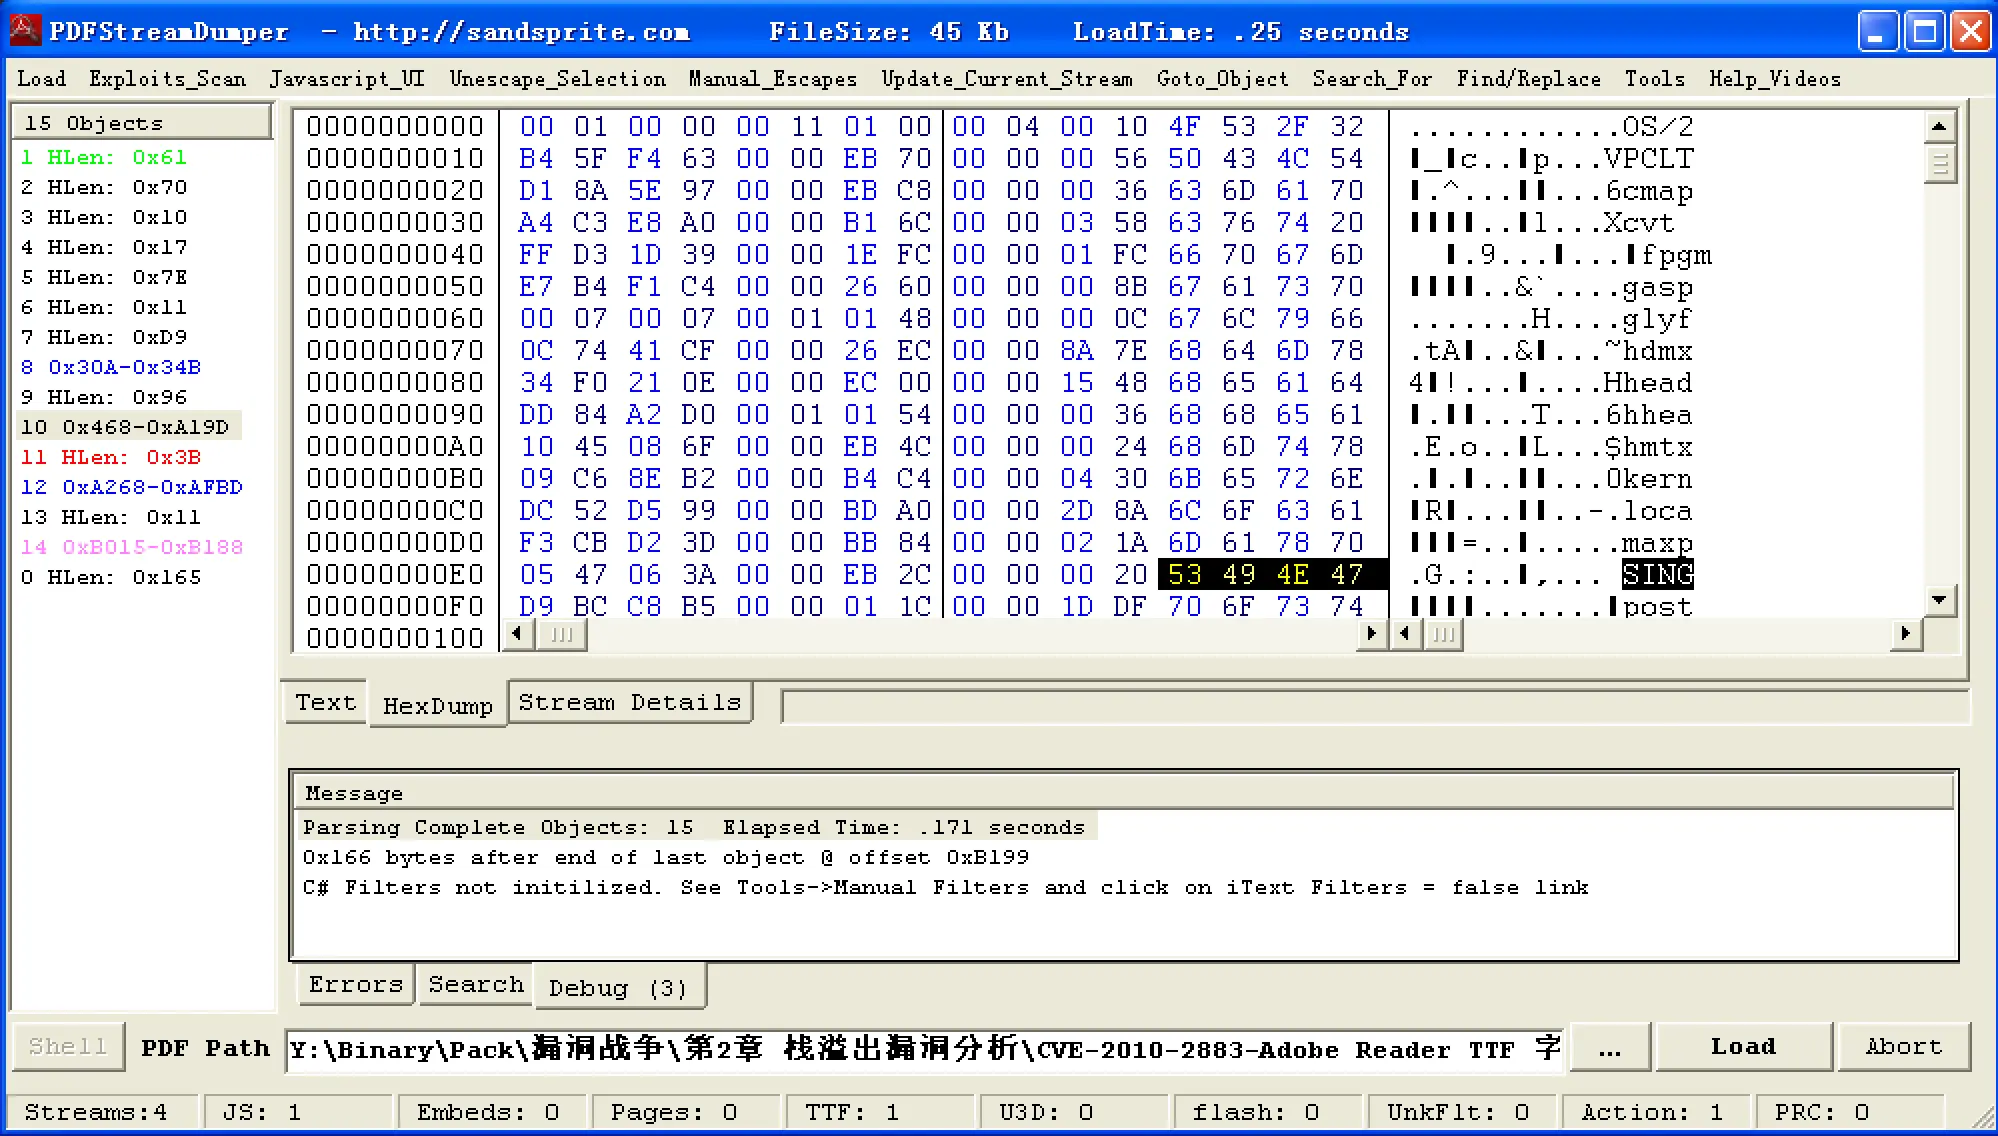 PDFStreamDumper - http://sandsprite.com FileSize: 45 Kb LoadTime: .25 seconds
Load Exploits_Scan Javascript_UI Unescape_Selection Manual_Escapes Update_Current_Stream Goto_Object Search_For Find/Replace Tools Help_Videos
15 Objects
1 HLen: 0x61
2 HLen: 0x70
3 HLen: 0x10
4 HLen: 0x17
5 HLen: 0x7E
6 HLen: 0x11
7 HLen: 0xD9
8 0x30A-0x34B
9 HLen: 0x96
10 0x468-0xA19D
11 HLen: 0x3B
12 0xA268-0xAFBD
13 HLen: 0x11
14 0xB015-0xB188
0 HLen: 0x165
0000000000 00 01 00 00 00 11 01 00 00 04 00 10 4F 53 2F 32 ............OS/2
0000000010 B4 5F F4 63 00 00 EB 70 00 00 00 56 50 43 4C 54 ▌_▌c..▌p...VPCLT
0000000020 D1 8A 5E 97 00 00 EB C8 00 00 00 36 63 6D 61 70 ▌.^...▌▌...6cmap
0000000030 A4 C3 E8 A0 00 00 B1 6C 00 00 03 58 63 76 74 20 ▌▌▌▌..▌l...Xcvt
0000000040 FF D3 1D 39 00 00 1E FC 00 00 01 FC 66 70 67 6D ▌.9...▌...▌fpgm
0000000050 E7 B4 F1 C4 00 00 26 60 00 00 00 8B 67 61 73 70 ▌▌▌▌..&`....gasp
0000000060 00 07 00 07 00 01 01 48 00 00 00 0C 67 6C 79 66 .......H....glyf
0000000070 0C 74 41 CF 00 00 26 EC 00 00 8A 7E 68 64 6D 78 .tA▌..&▌...~hdmx
0000000080 34 F0 21 0E 00 00 EC 00 00 00 15 48 68 65 61 64 4▌!...▌....Hhead
0000000090 DD 84 A2 D0 00 01 01 54 00 00 00 36 68 68 65 61 ▌.▌▌...T...6hhea
00000000A0 10 45 08 6F 00 00 EB 4C 00 00 00 24 68 6D 74 78 .E.o..▌L...$hmtx
00000000B0 09 C6 8E B2 00 00 B4 C4 00 00 04 30 6B 65 72 6E .▌.▌..▌▌...0kern
00000000C0 DC 52 D5 99 00 00 BD A0 00 00 2D 8A 6C 6F 63 61 ▌R▌...▌▌..-.loca
00000000D0 F3 CB D2 3D 00 00 BB 84 00 00 02 1A 6D 61 78 70 ▌▌▌=..▌.....maxp
00000000E0 05 47 06 3A 00 00 EB 2C 00 00 00 20 53 49 4E 47 .G.:..▌,... SING
00000000F0 D9 BC C8 B5 00 00 01 1C 00 00 1D DF 70 6F 73 74 ▌▌▌▌.......▌post
0000000100
Text HexDump Stream Details
Message
Parsing Complete Objects: 15 Elapsed Time: .171 seconds
0x166 bytes after end of last object @ offset 0xB199
C# Filters not initilized. See Tools->Manual Filters and click on iText Filters = false link
Errors Search Debug (3)
Shell PDF Path Y:\Binary\Pack\漏洞战争\第2章 栈溢出漏洞分析\CVE-2010-2883-Adobe Reader TTF 字 ... Load Abort
Streams:4 JS: 1 Embeds: 0 Pages: 0 TTF: 1 U3D: 0 flash: 0 UnkFlt: 0 Action: 1 PRC: 0